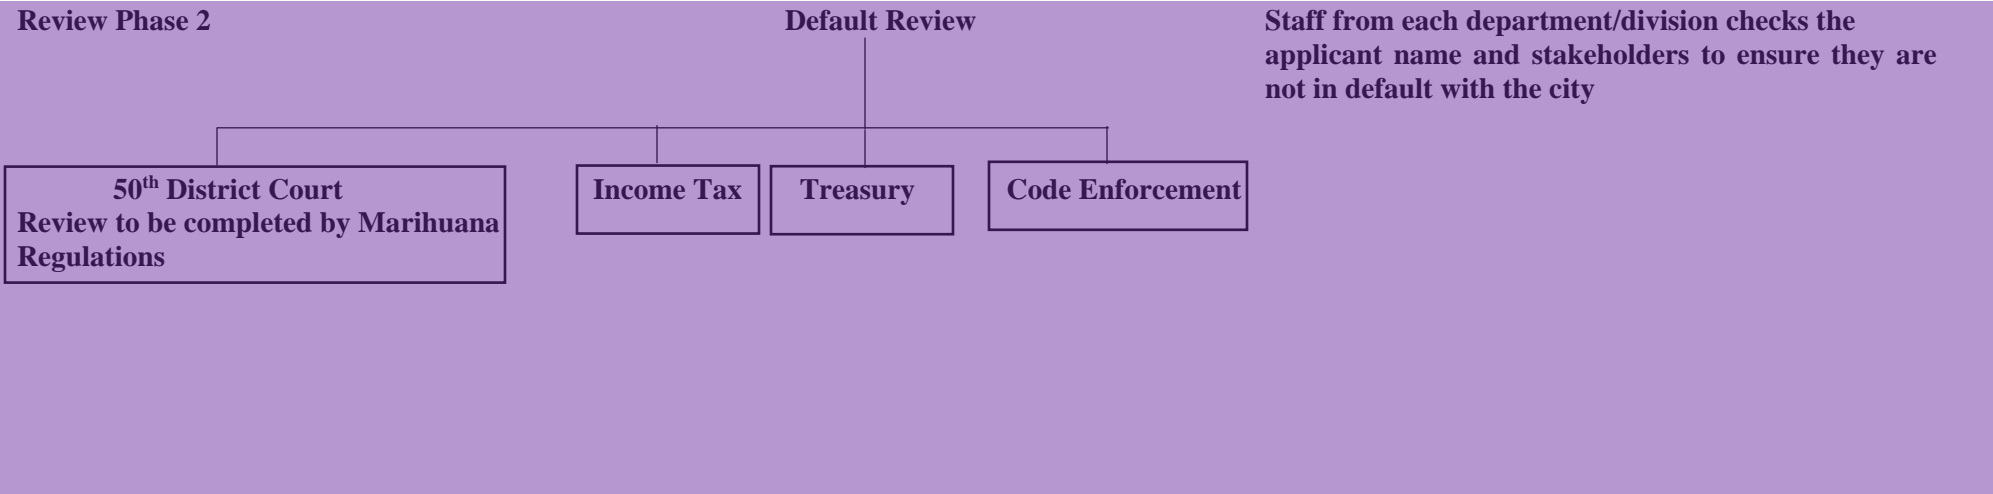 Review Phase 2
Default Review
Staff from each department/division checks the
applicant name and stakeholders to ensure they are
not in default with the city
50th District Court
Review to be completed by Marihuana
Regulations
Income Tax
Treasury
Code Enforcement